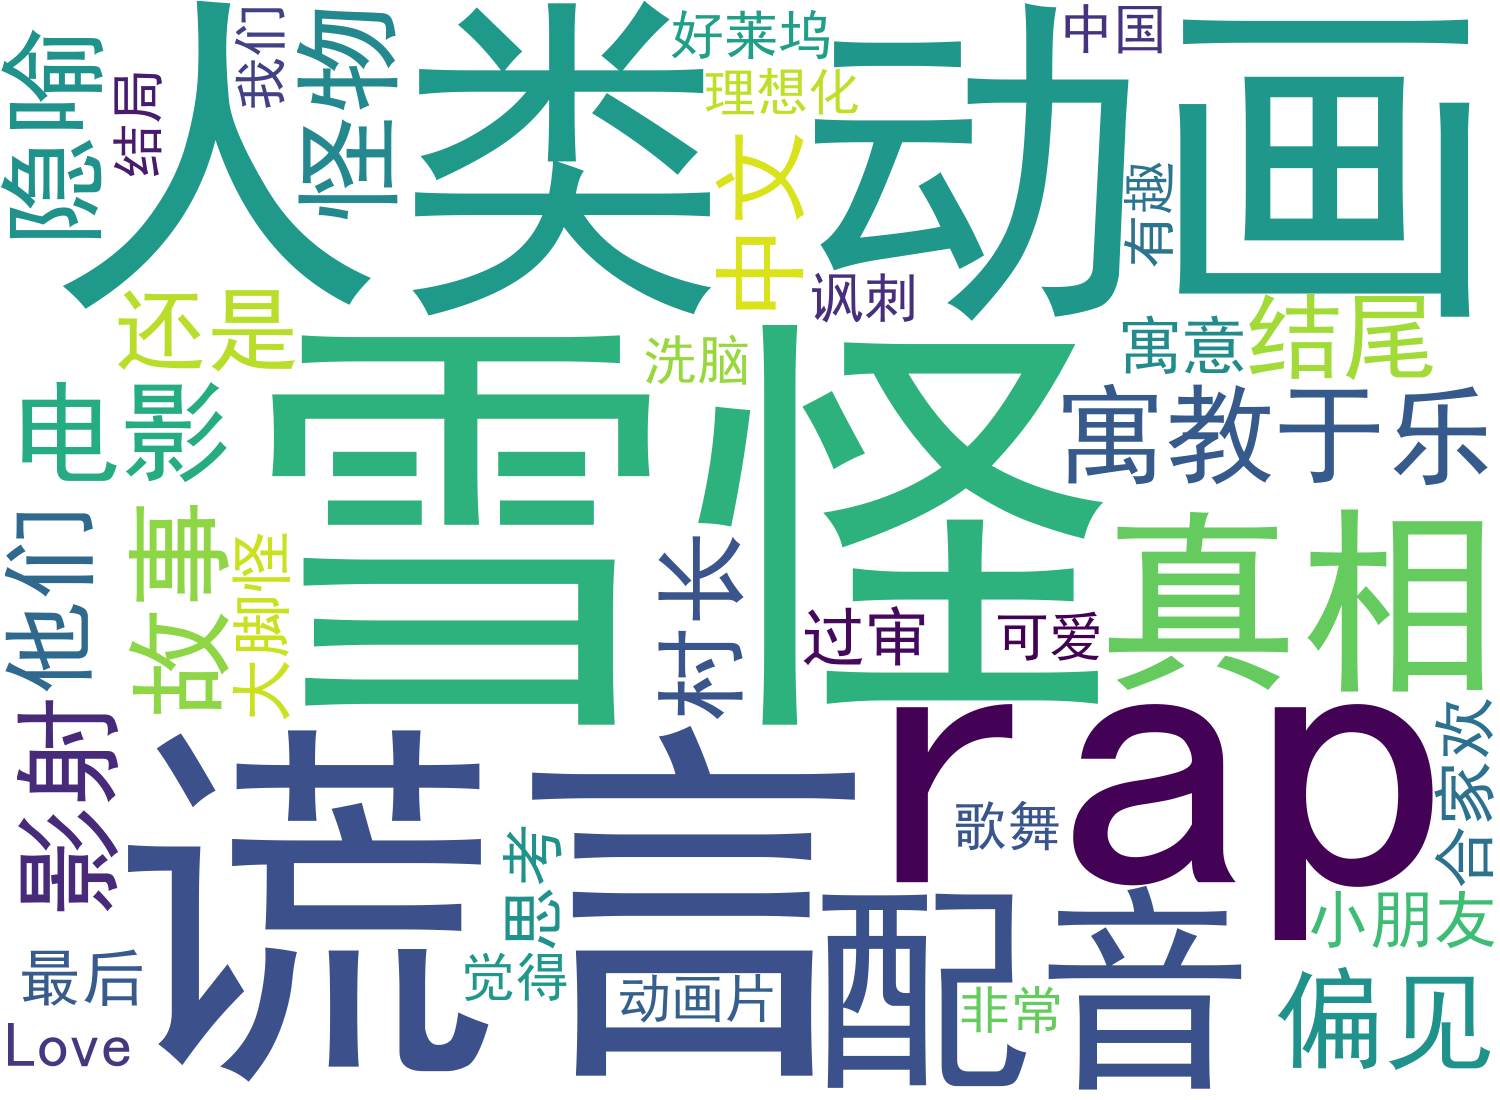 隐喻
结局
人类
我们
怪物
好莱坞
理想化
中文
动画
中国
有趣
讽刺
还是
雪怪
洗脑
寓意
结尾
电影
寓教于乐
他们
故事
大脚怪
村长
过审
可爱
真相
影射
谎言
rap
歌舞
合家欢
思考
配音
小朋友
最后
觉得
动画片
非常
偏见
Love